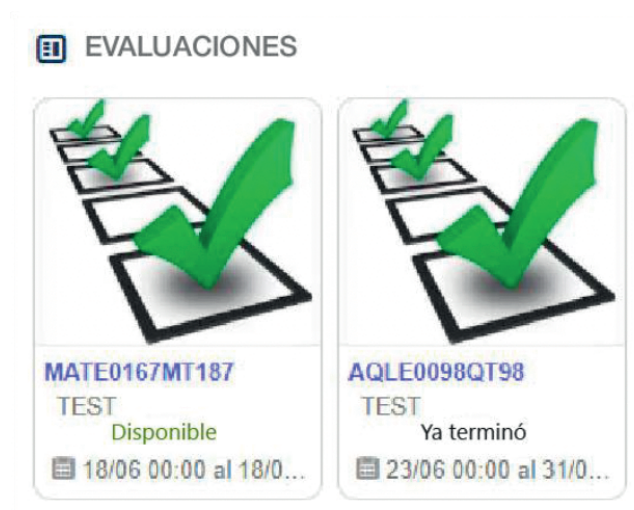 EVALUACIONES
MATE0167MT187
TEST
Disponible
18/06 00:00 al 18/0...
AQLE0098QT98
TEST
Ya terminó
23/06 00:00 al 31/0...